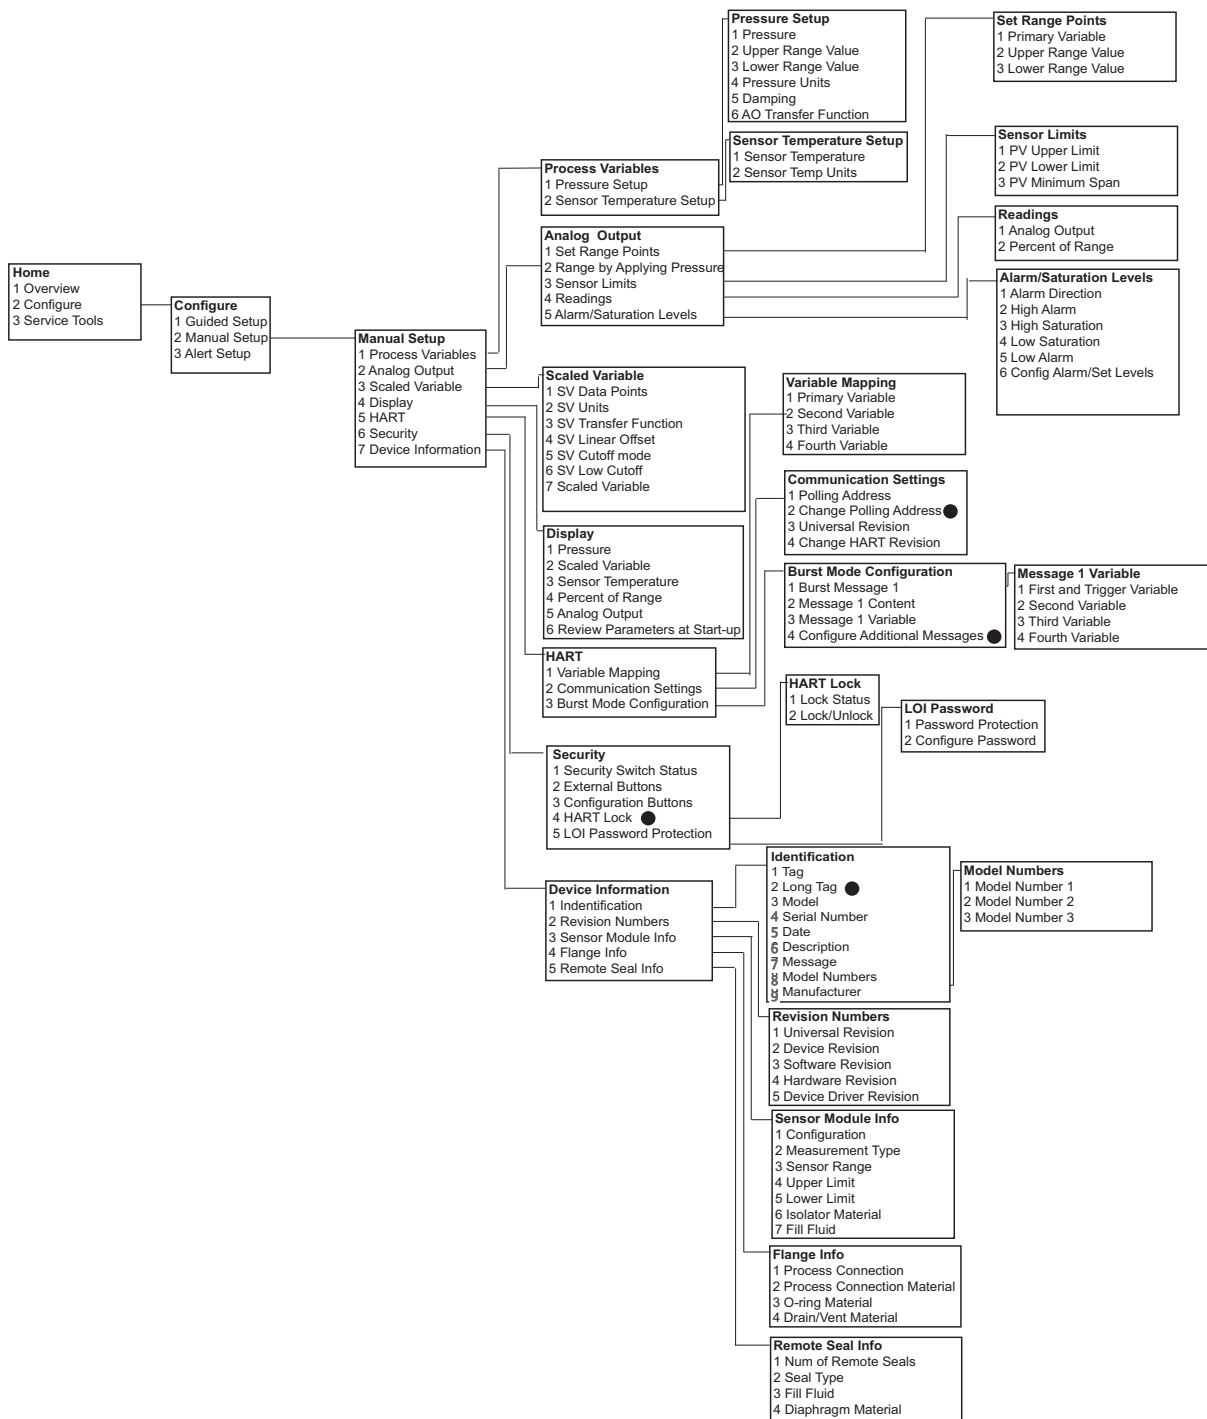 Home
1 Overview
2 Configure
3 Service Tools
Configure
1 Guided Setup
2 Manual Setup
3 Alert Setup
Manual Setup
1 Process Variables
2 Analog Output
3 Scaled Variable
4 Display
5 HART
6 Security
7 Device Information
Process Variables
1 Pressure Setup
2 Sensor Temperature Setup
Pressure Setup
1 Pressure
2 Upper Range Value
3 Lower Range Value
4 Pressure Units
5 Damping
6 AO Transfer Function
Sensor Temperature Setup
1 Sensor Temperature
2 Sensor Temp Units
Analog Output
1 Set Range Points
2 Range by Applying Pressure
3 Sensor Limits
4 Readings
5 Alarm/Saturation Levels
Set Range Points
1 Primary Variable
2 Upper Range Value
3 Lower Range Value
Sensor Limits
1 PV Upper Limit
2 PV Lower Limit
3 PV Minimum Span
Readings
1 Analog Output
2 Percent of Range
Alarm/Saturation Levels
1 Alarm Direction
2 High Alarm
3 High Saturation
4 Low Saturation
5 Low Alarm
6 Config Alarm/Set Levels
Scaled Variable
1 SV Data Points
2 SV Units
3 SV Transfer Function
4 SV Linear Offset
5 SV Cutoff mode
6 SV Low Cutoff
7 Scaled Variable
Display
1 Pressure
2 Scaled Variable
3 Sensor Temperature
4 Percent of Range
5 Analog Output
6 Review Parameters at Start-up
HART
1 Variable Mapping
2 Communication Settings
3 Burst Mode Configuration
Variable Mapping
1 Primary Variable
2 Second Variable
3 Third Variable
4 Fourth Variable
Communication Settings
1 Polling Address
2 Change Polling Address
3 Universal Revision
4 Change HART Revision
Burst Mode Configuration
1 Burst Message 1
2 Message 1 Content
3 Message 1 Variable
4 Configure Additional Messages
Message 1 Variable
1 First and Trigger Variable
2 Second Variable
3 Third Variable
4 Fourth Variable
Security
1 Security Switch Status
2 External Buttons
3 Configuration Buttons
4 HART Lock
5 LOI Password Protection
HART Lock
1 Lock Status
2 Lock/Unlock
LOI Password
1 Password Protection
2 Configure Password
Device Information
1 Indentification
2 Revision Numbers
3 Sensor Module Info
4 Flange Info
5 Remote Seal Info
Identification
1 Tag
2 Long Tag
3 Model
4 Serial Number
5 Date
6 Description
7 Message
8 Model Numbers
9 Manufacturer
Model Numbers
1 Model Number 1
2 Model Number 2
3 Model Number 3
Revision Numbers
1 Universal Revision
2 Device Revision
3 Software Revision
4 Hardware Revision
5 Device Driver Revision
Sensor Module Info
1 Configuration
2 Measurement Type
3 Sensor Range
4 Upper Limit
5 Lower Limit
6 Isolator Material
7 Fill Fluid
Flange Info
1 Process Connection
2 Process Connection Material
3 O-ring Material
4 Drain/Vent Material
Remote Seal Info
1 Num of Remote Seals
2 Seal Type
3 Fill Fluid
4 Diaphragm Material